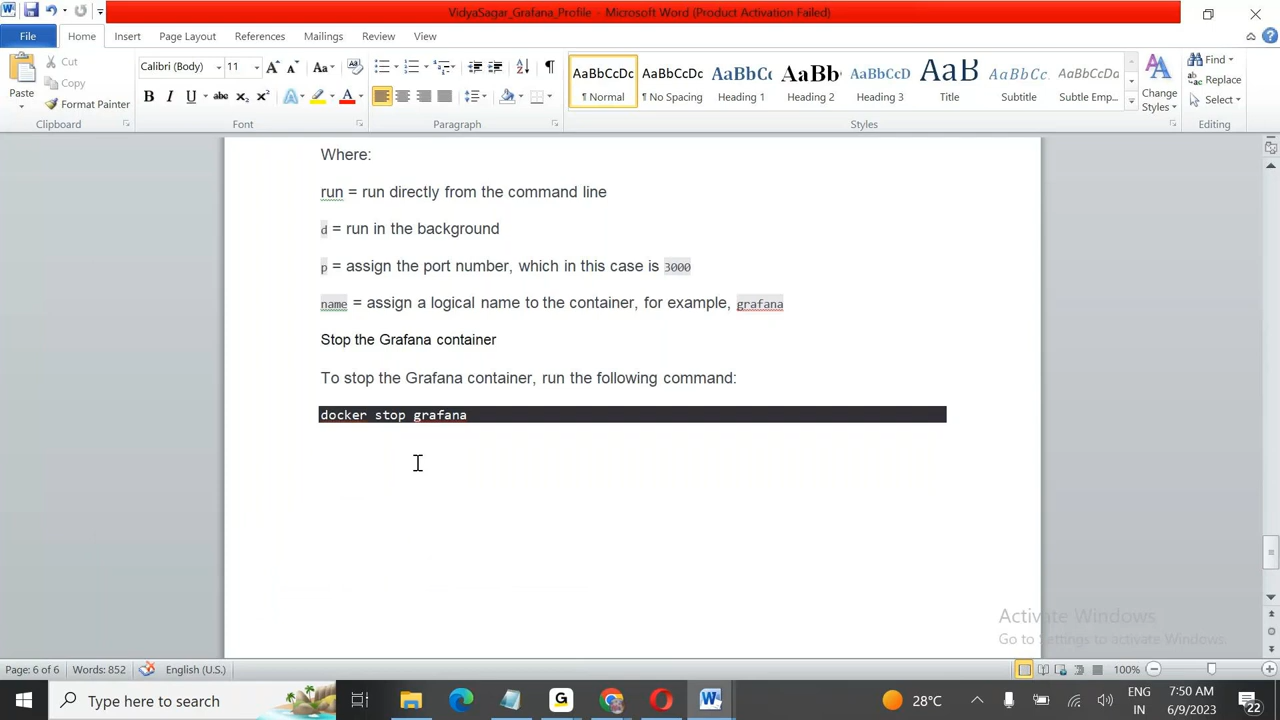 VidyaSagar_Grafana_Profile - Microsoft Word (Product Activation Failed)
File Home Insert Page Layout References Mailings Review View
Paste
Cut
Copy
Format Painter
Clipboard
Calibri (Body) 11
Font
Paragraph
AaBbCcDc AaBbCcDc AaBbCc AaBb AaBbCcD AaB AaBbCc. AaBbCcDa
¶ Normal ¶ No Spacing Heading 1 Heading 2 Heading 3 Title Subtitle Subtle Emp...
Styles
Change Styles
Find
Replace
Select
Editing
Where:
run = run directly from the command line
d = run in the background
p = assign the port number, which in this case is 3000
name = assign a logical name to the container, for example, grafana
Stop the Grafana container
To stop the Grafana container, run the following command:
docker stop grafana
Activate Windows
Go to Settings to activate Windows.
Page: 6 of 6 Words: 852 English (U.S.) 100%
Type here to search
28°C
ENG
IN
7:50 AM
6/9/2023
22